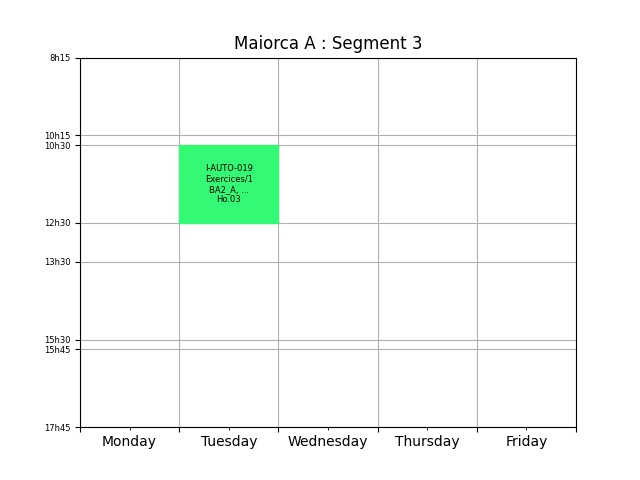 Maiorca A : Segment 3
8h15
10h15
10h30
I-AUTO-019
Exercices/1
BA2_A, ...
Ho.03
12h30
13h30
15h30
15h45
17h45
Monday Tuesday Wednesday Thursday Friday